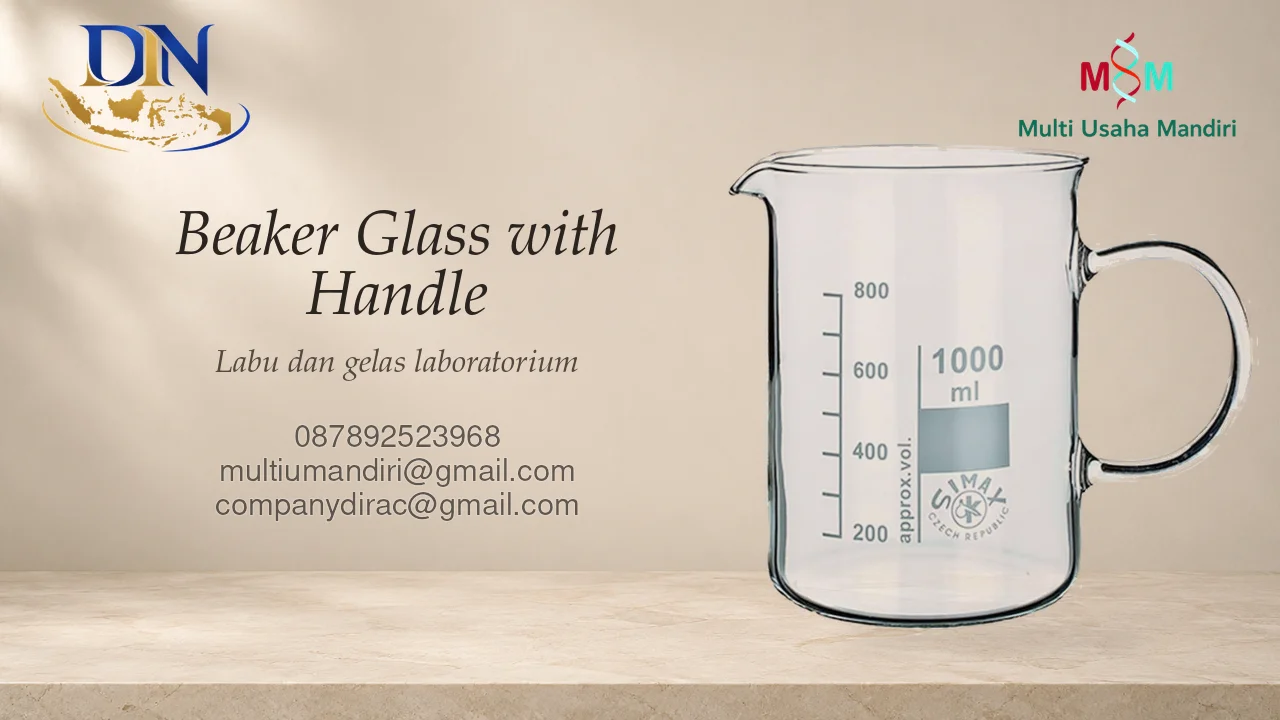 DN
M M
Multi Usaha Mandiri
Beaker Glass with
Handle
Labu dan gelas laboratorium
087892523968
multiumandiri@gmail.com
companydirac@gmail.com
800
600
400
200
1000
ml
approx.vol.
SIMAX
CZECH REPUBLIC